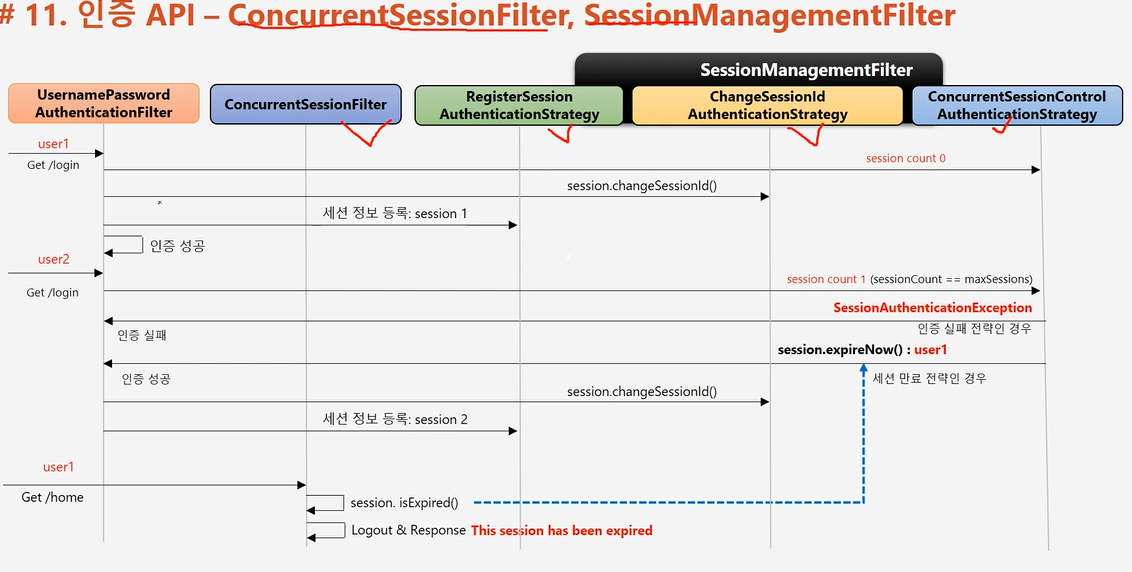 # 11. 인증 API – ConcurrentSessionFilter, SessionManagementFilter
SessionManagementFilter
UsernamePassword
AuthenticationFilter
ConcurrentSessionFilter
RegisterSession
AuthenticationStrategy
ChangeSessionId
AuthenticationStrategy
ConcurrentSessionControl
AuthenticationStrategy
user1
Get /login
session count 0
session.changeSessionId()
세션 정보 등록: session 1
인증 성공
user2
Get /login
session count 1 (sessionCount == maxSessions)
SessionAuthenticationException
인증 실패
인증 실패 전략인 경우
session.expireNow() : user1
인증 성공
세션 만료 전략인 경우
session.changeSessionId()
세션 정보 등록: session 2
user1
Get /home
session. isExpired()
Logout & Response This session has been expired